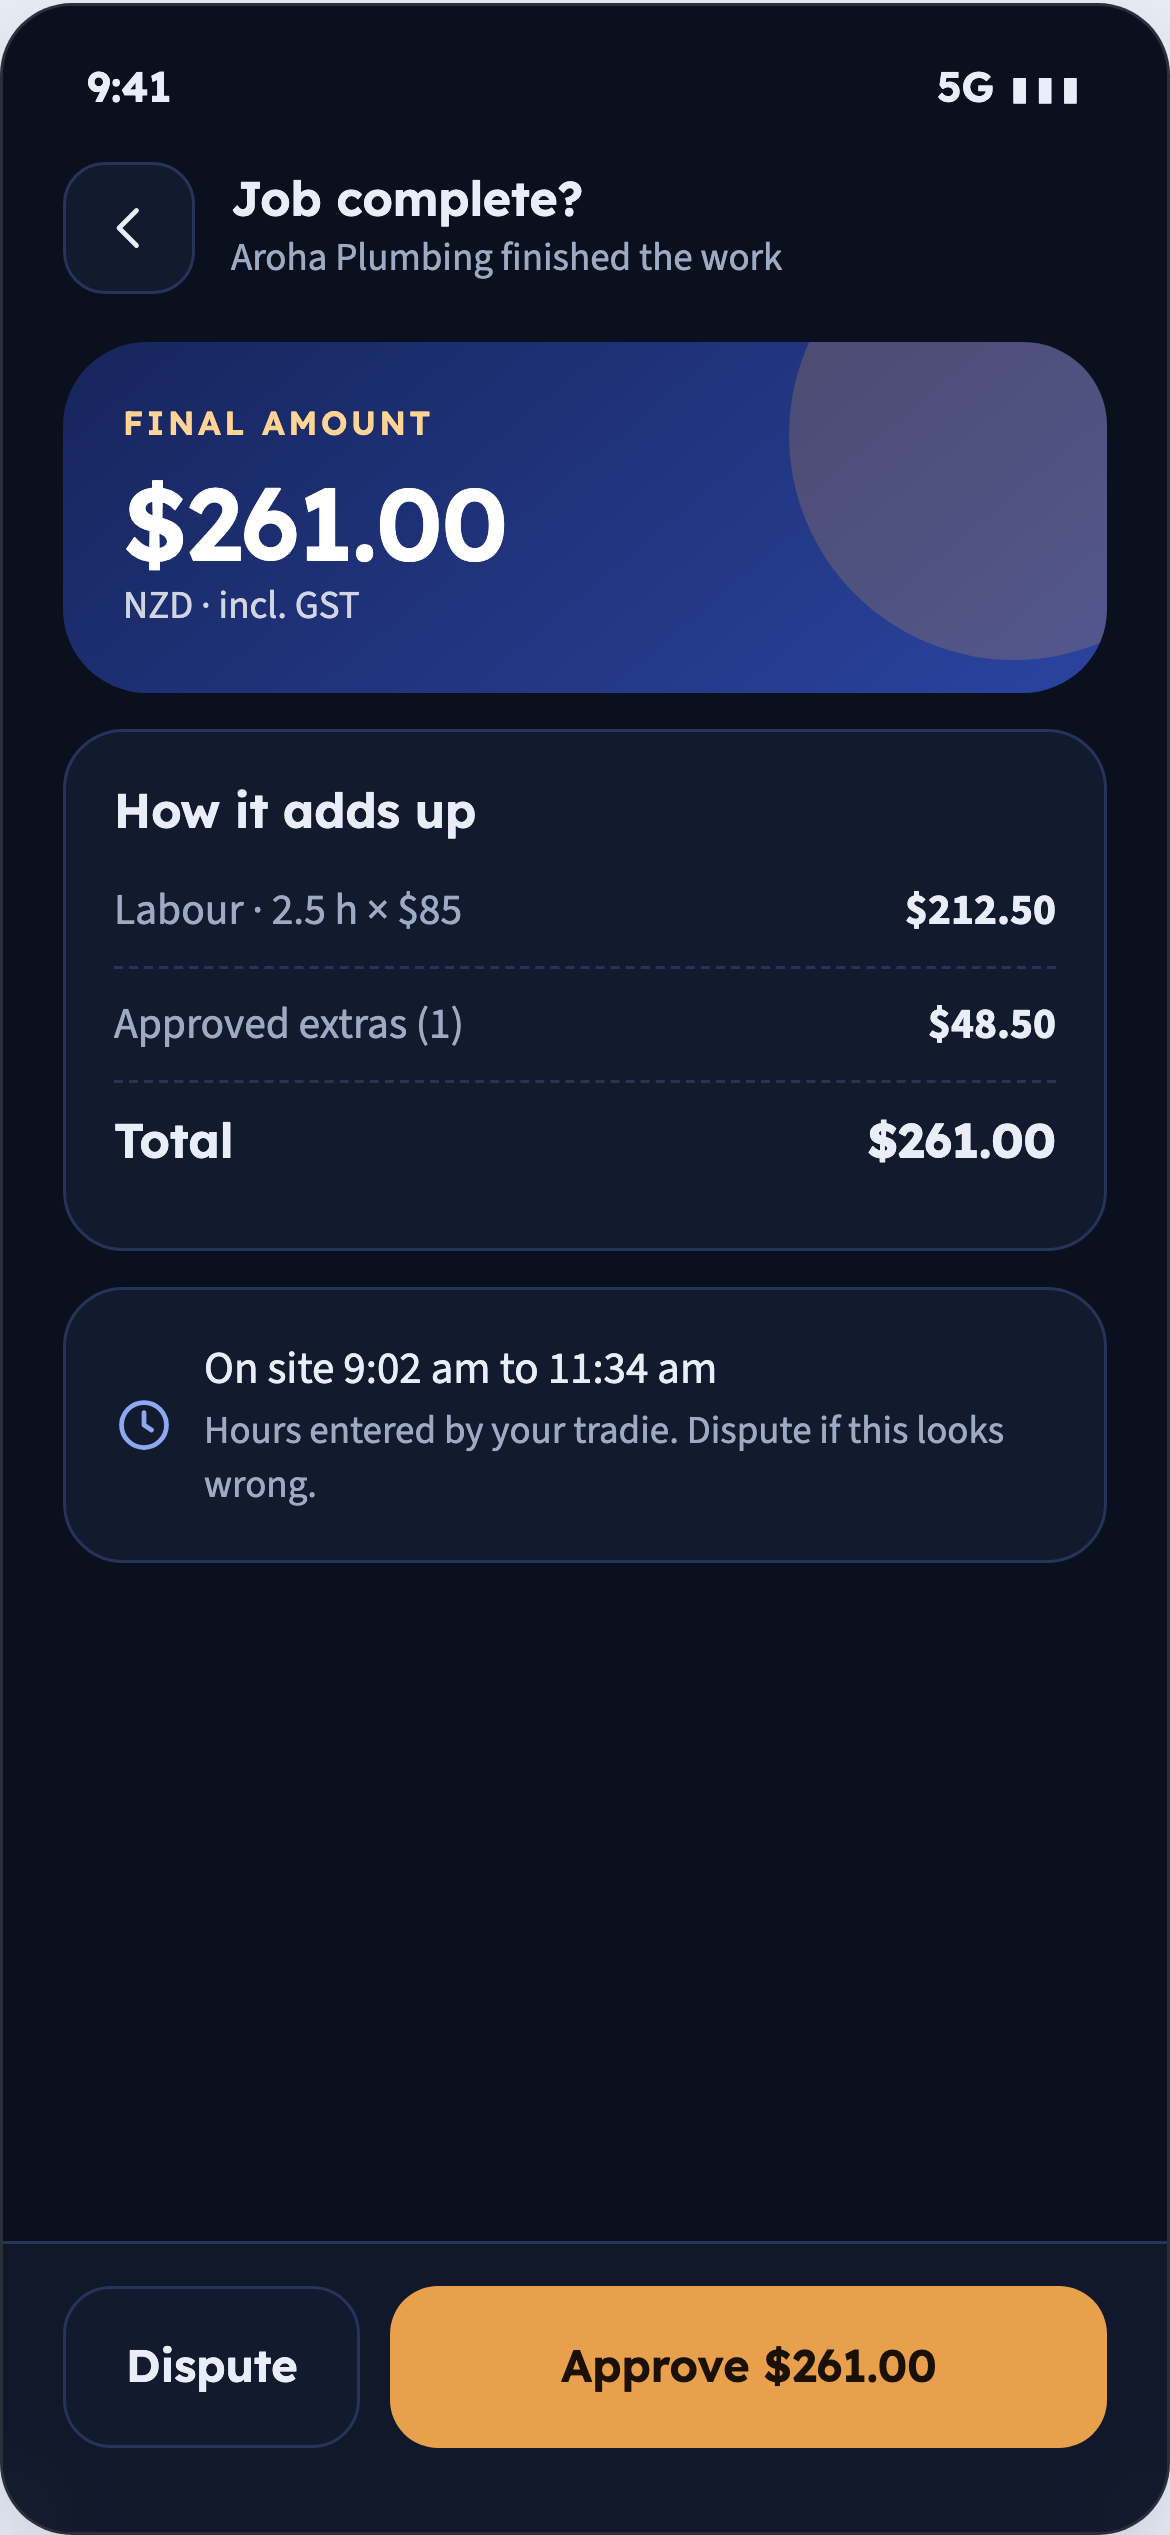 9:41
5G
Job complete?
Aroha Plumbing finished the work
FINAL AMOUNT
$261.00
NZD · incl. GST
How it adds up
Labour · 2.5 h × $85
$212.50
Approved extras (1)
$48.50
Total
$261.00
On site 9:02 am to 11:34 am
Hours entered by your tradie. Dispute if this looks
wrong.
Dispute
Approve $261.00